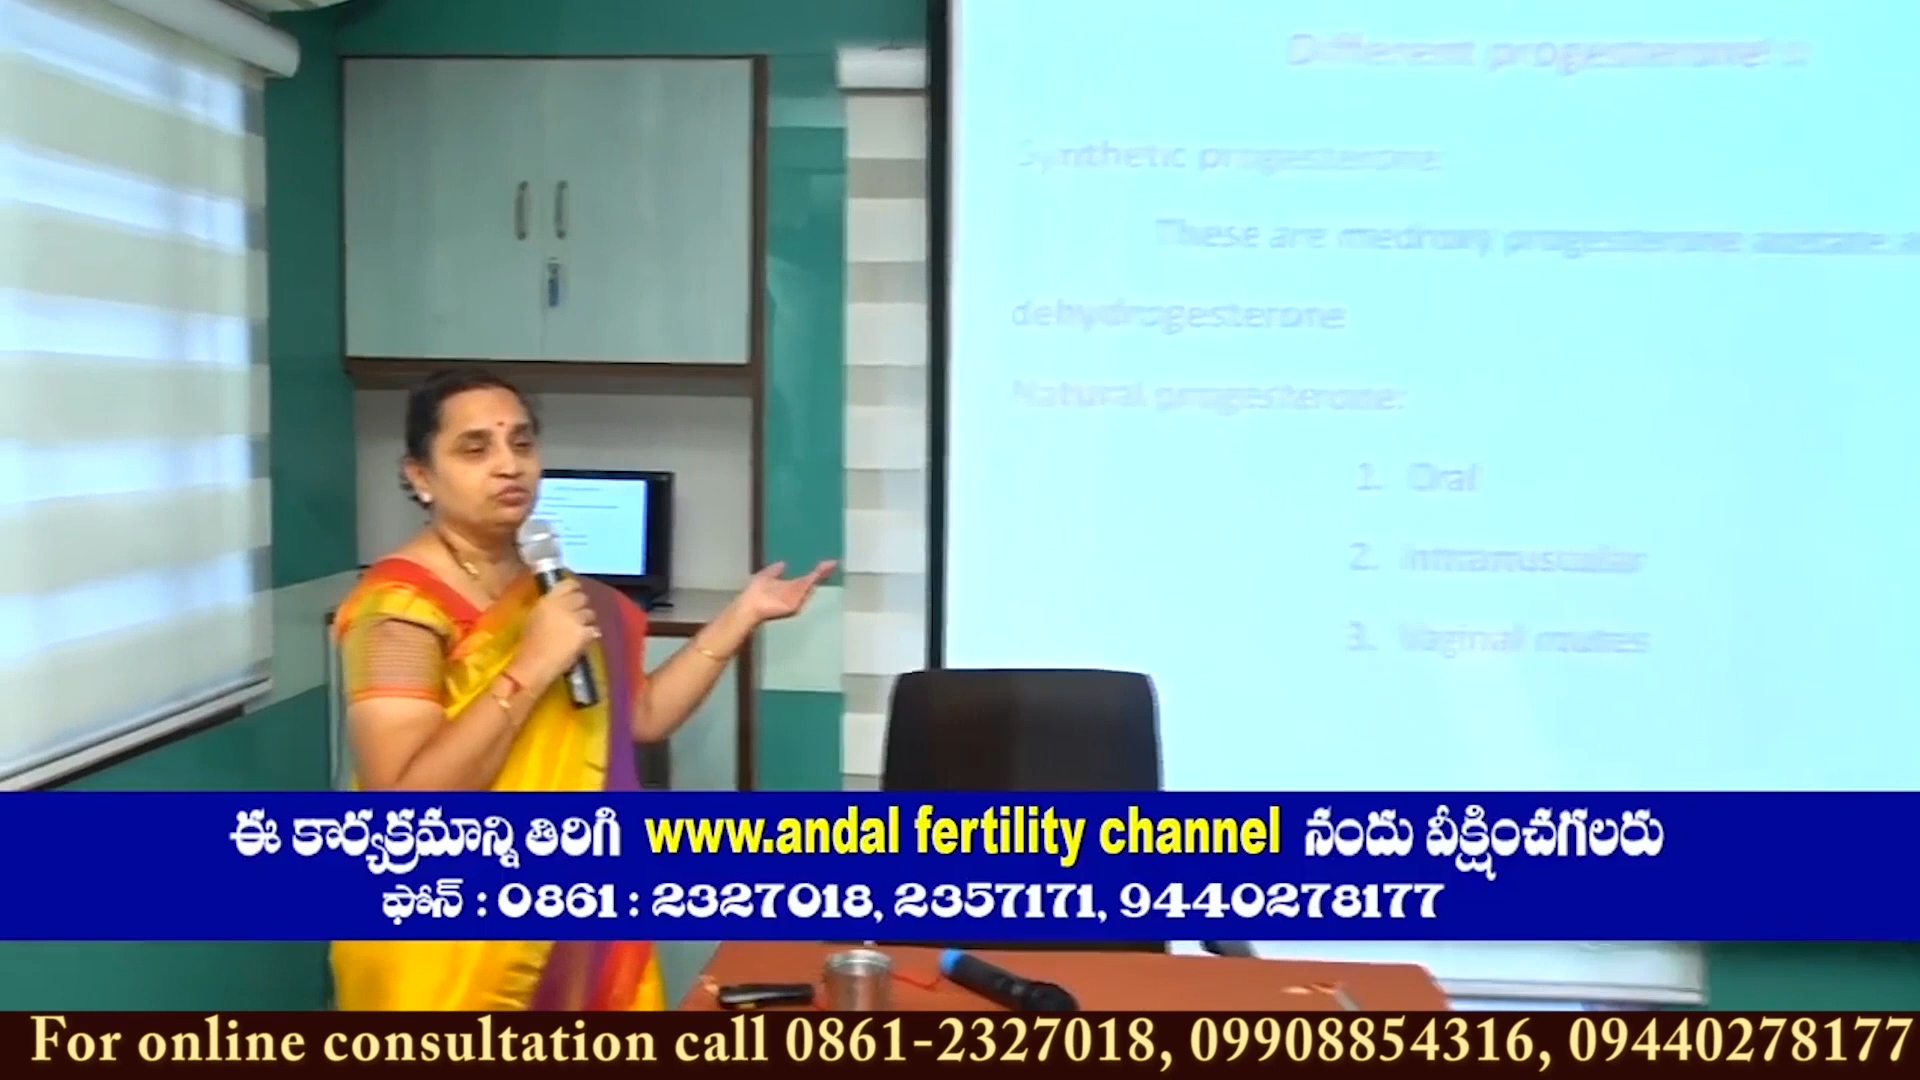 Different progesterone
Synthetic progesterone
These are medroxy progesterone acetate
dehydrogesterone
Natural progesterone:
1. Oral
2. Intramuscular
3. Vaginal routes
ఈ కార్యక్రమాన్ని తిరిగి www.andal fertility channel నందు వీక్షించగలరు
ఫోన్ : 0861 : 2327018, 2357171, 9440278177
For online consultation call 0861-2327018, 09908854316, 09440278177